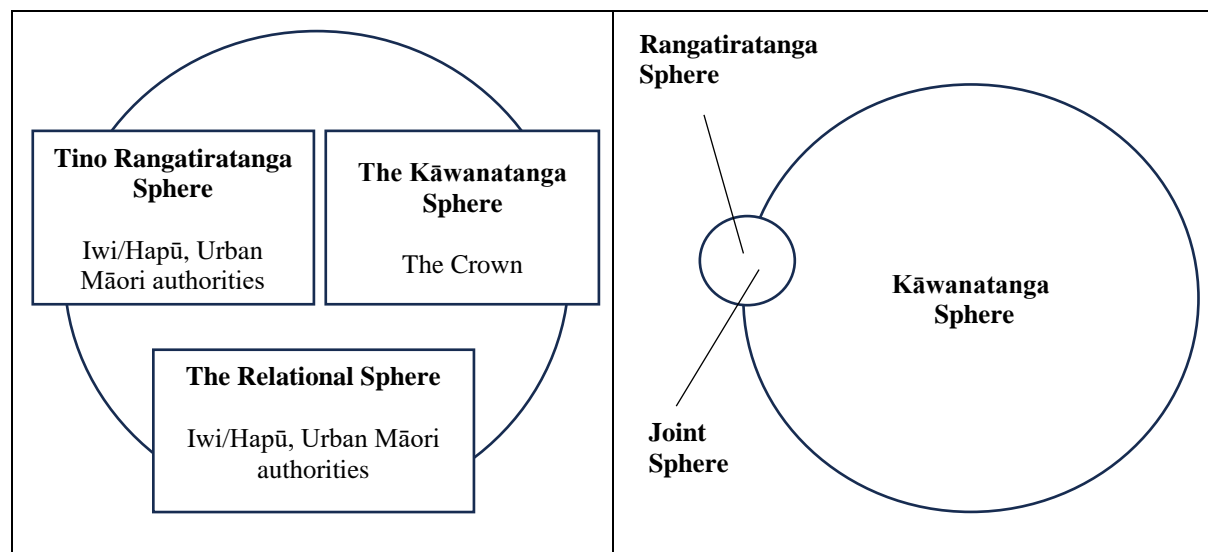 Tino Rangatiratanga
Sphere
Iwi/Hapū, Urban
Māori authorities
The Kāwanatanga
Sphere
The Crown
The Relational Sphere
Iwi/Hapū, Urban Māori
authorities
Rangatiratanga
Sphere
Kāwanatanga
Sphere
Joint
Sphere